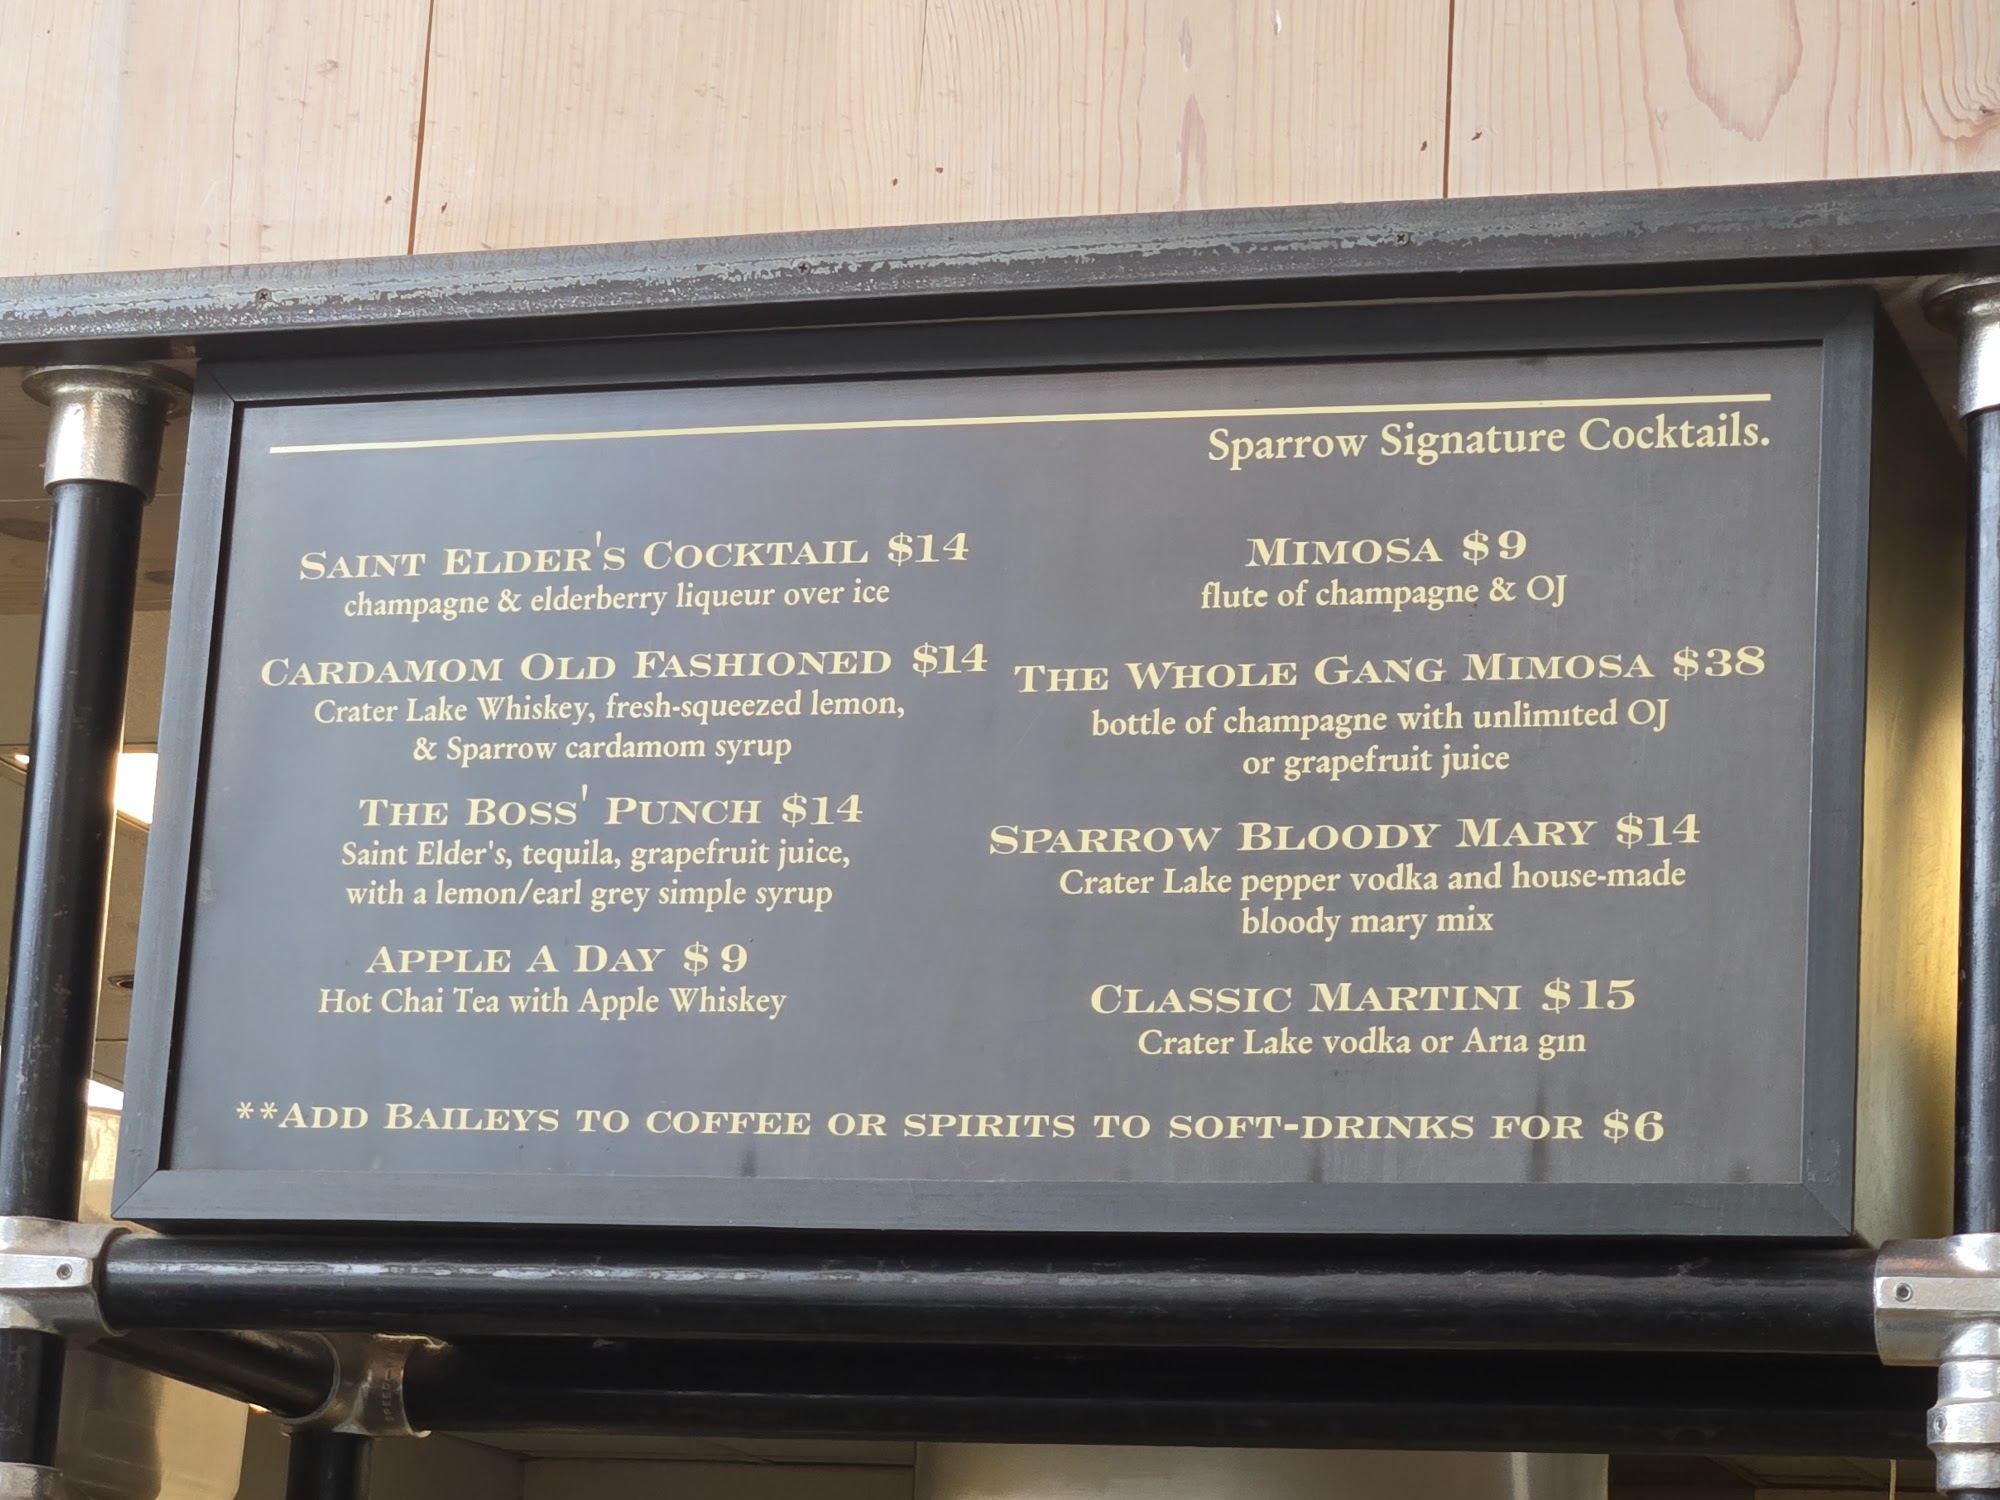 Sparrow Signature Cocktails.
SAINT ELDER'S COCKTAIL $14
champagne & elderberry liqueur over ice
CARDAMOM OLD FASHIONED $14
Crater Lake Whiskey, fresh-squeezed lemon,
& Sparrow cardamom syrup
THE BOSS' PUNCH $14
Saint Elder's, tequila, grapefruit juice,
with a lemon/earl grey simple syrup
APPLE A DAY $9
Hot Chai Tea with Apple Whiskey
MIMOSA $9
flute of champagne & OJ
THE WHOLE GANG MIMOSA $38
bottle of champagne with unlimited OJ
or grapefruit juice
SPARROW BLOODY MARY $14
Crater Lake pepper vodka and house-made
bloody mary mix
CLASSIC MARTINI $15
Crater Lake vodka or Aria gin
**ADD BAILEYS TO COFFEE OR SPIRITS TO SOFT-DRINKS FOR $6